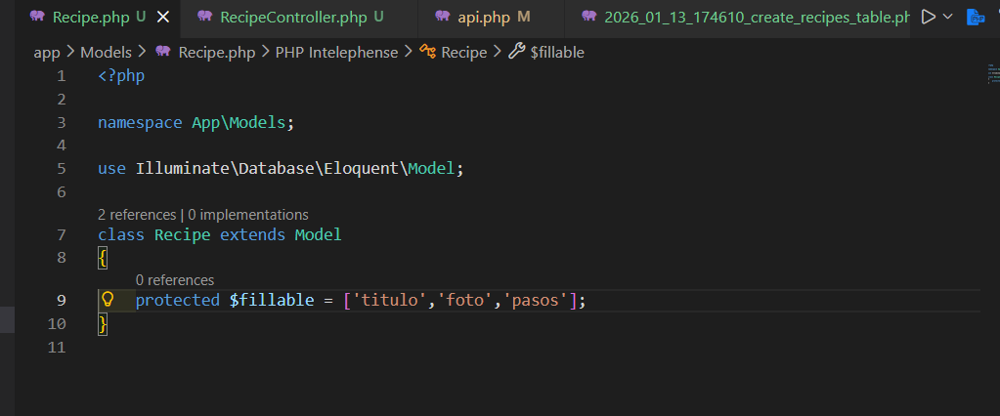 Recipe.php U
RecipeController.php U
api.php M
2026_01_13_174610_create_recipes_table.ph
app > Models > Recipe.php > PHP Intelephense > Recipe > $fillable
1 <?php
2
3 namespace App\Models;
4
5 use Illuminate\Database\Eloquent\Model;
6
2 references | 0 implementations
7 class Recipe extends Model
8 {
0 references
9 protected $fillable = ['titulo','foto','pasos'];
10 }
11